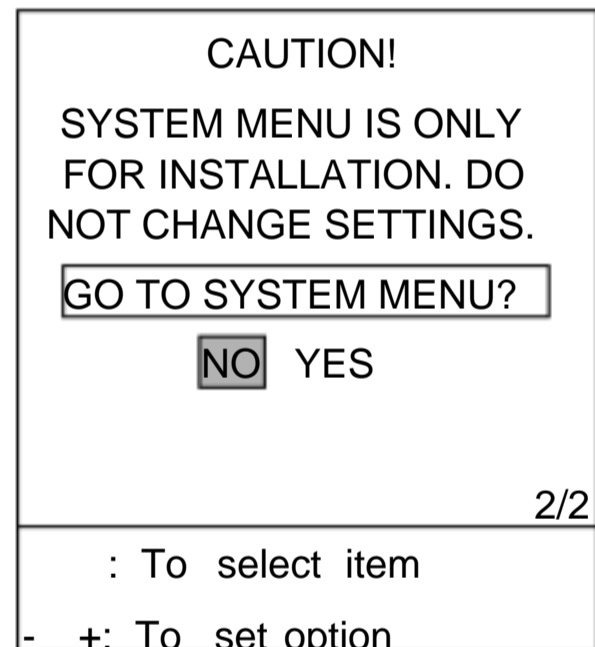 CAUTION!
SYSTEM MENU IS ONLY
FOR INSTALLATION. DO
NOT CHANGE SETTINGS.
GO TO SYSTEM MENU?
NO YES
2/2
: To select item
- +: To set option